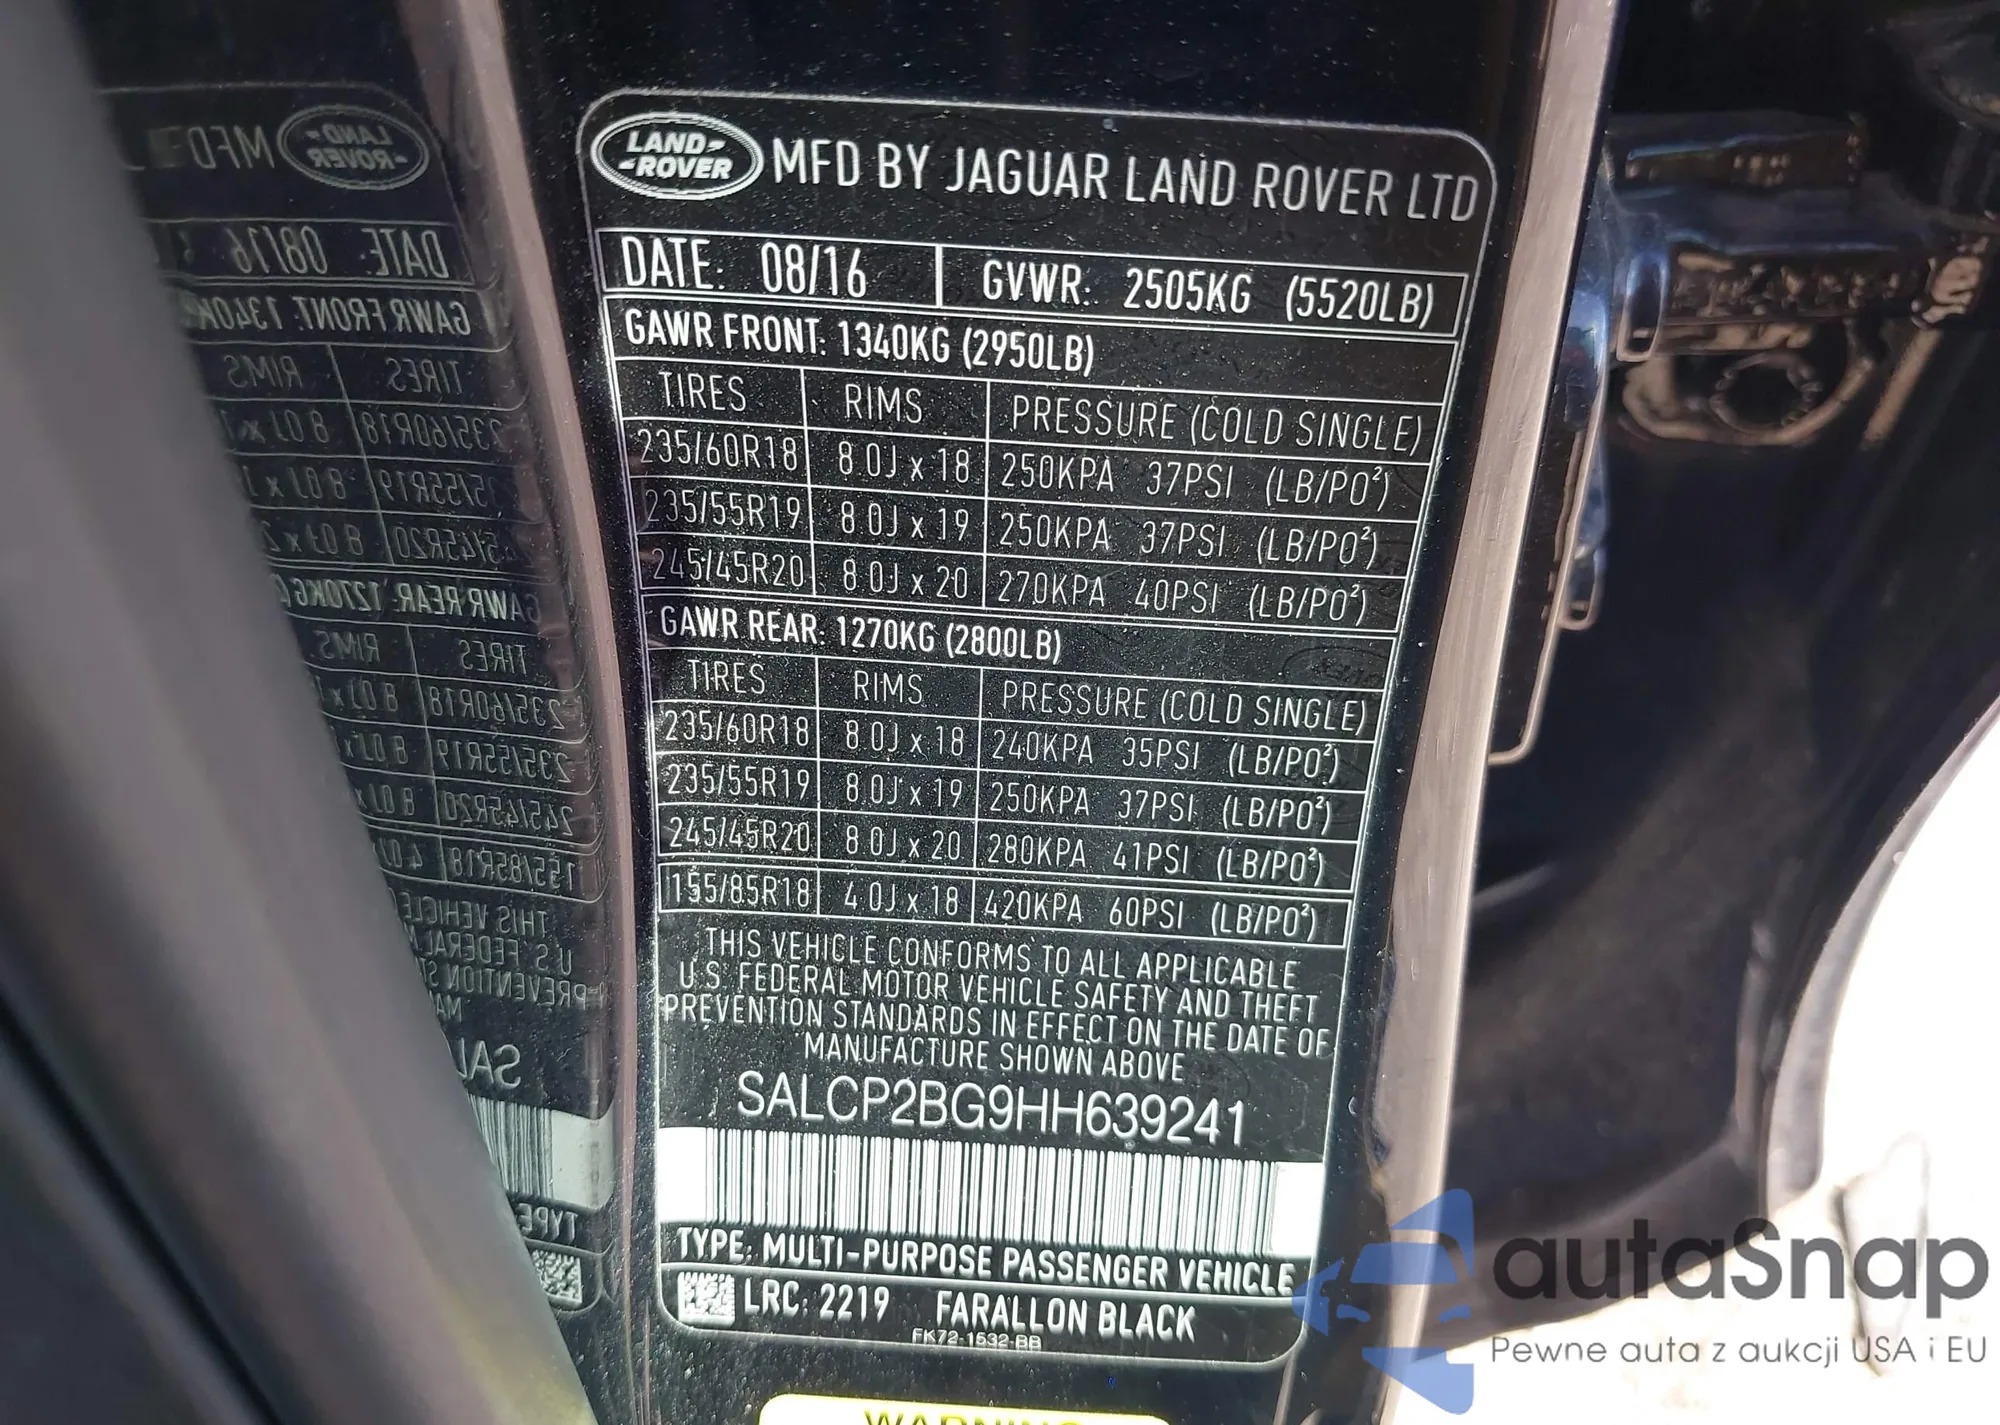 LAND ROVER MFD BY JAGUAR LAND ROVER LTD
DATE: 08/16 GVWR: 2505KG (5520LB)
GAWR FRONT: 1340KG (2950LB)
TIRES RIMS PRESSURE (COLD SINGLE)
235/60R18 8.0J x 18 250KPA 37PSI (LB/PO²)
235/55R19 8.0J x 19 250KPA 37PSI (LB/PO²)
245/45R20 8.0J x 20 270KPA 40PSI (LB/PO²)
GAWR REAR: 1270KG (2800LB)
TIRES RIMS PRESSURE (COLD SINGLE)
235/60R18 8.0J x 18 240KPA 35PSI (LB/PO²)
235/55R19 8.0J x 19 250KPA 37PSI (LB/PO²)
245/45R20 8.0J x 20 280KPA 41PSI (LB/PO²)
155/85R18 4.0J x 18 420KPA 60PSI (LB/PO²)
THIS VEHICLE CONFORMS TO ALL APPLICABLE
U.S. FEDERAL MOTOR VEHICLE SAFETY AND THEFT
PREVENTION STANDARDS IN EFFECT ON THE DATE OF
MANUFACTURE SHOWN ABOVE
SALCP2BG9HH639241
TYPE: MULTI-PURPOSE PASSENGER VEHICLE
LRC: 2219 FARALLON BLACK
FK72-1532-BB
WARNING
autaSnap
Pewne auta z aukcji USA i EU